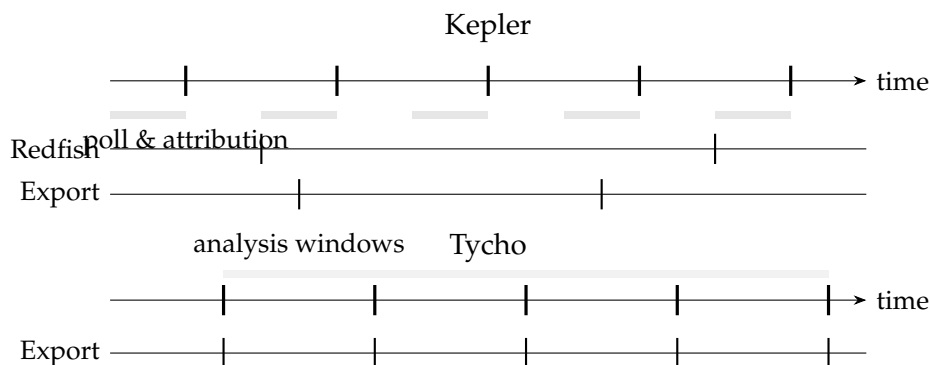 Kepler
time
poll & attribution
Redfish
Export
analysis windows
Tycho
time
Export